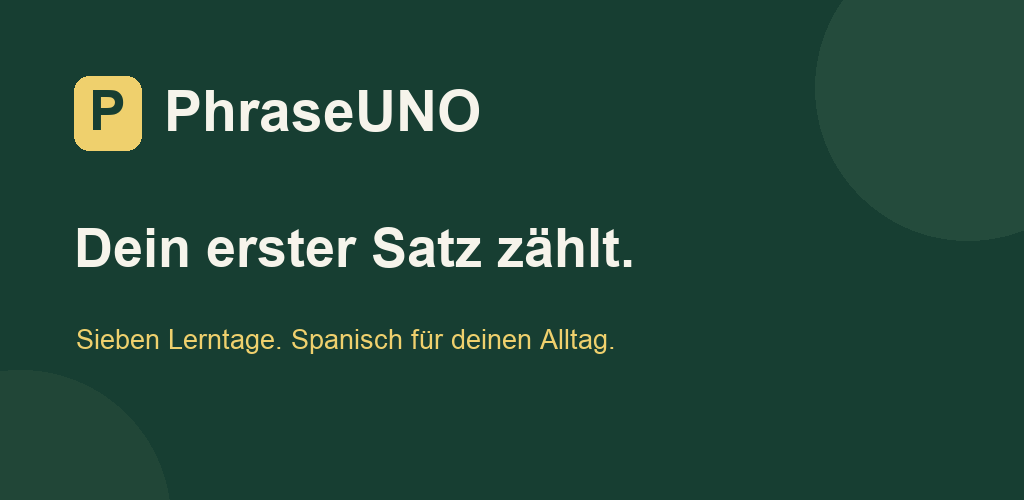 P PhraseUNO
Dein erster Satz zählt.
Sieben Lerntage. Spanisch für deinen Alltag.